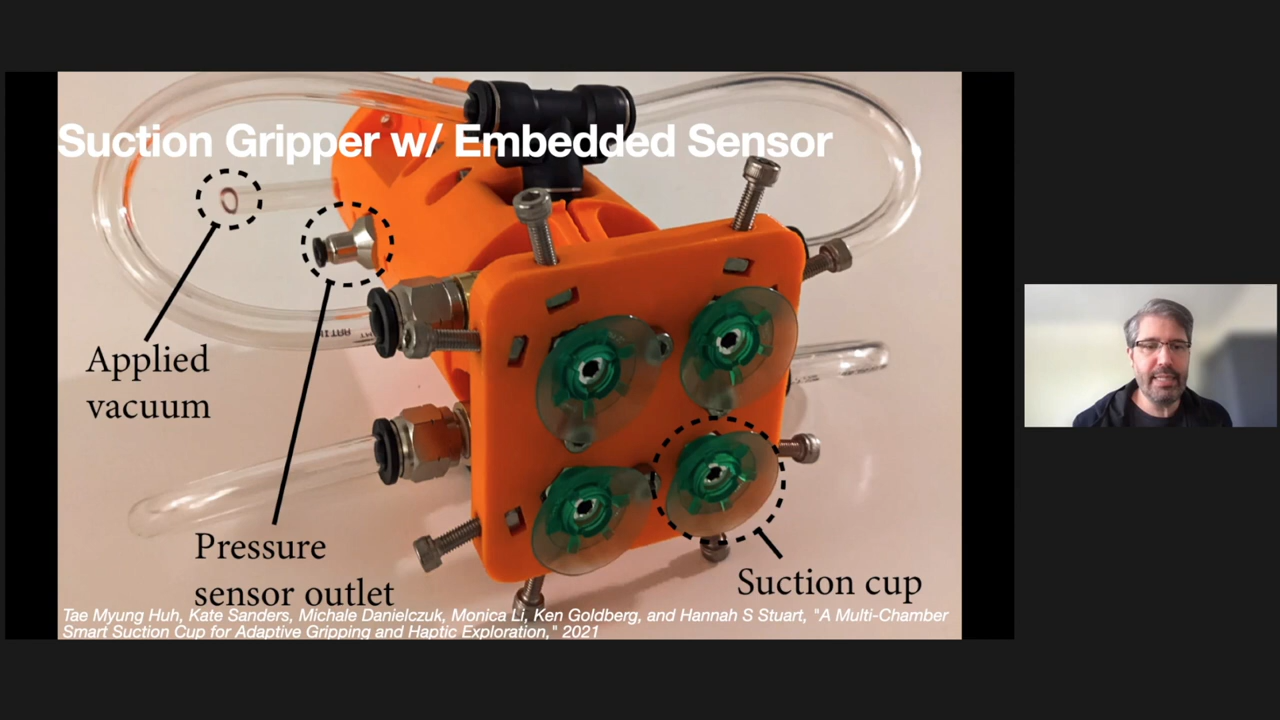 Suction Gripper w/ Embedded Sensor
Applied
vacuum
Pressure
sensor outlet
Suction cup
Tae Myung Huh, Kate Sanders, Michale Danielczuk, Monica Li, Ken Goldberg, and Hannah S Stuart, "A Multi-Chamber
Smart Suction Cup for Adaptive Gripping and Haptic Exploration," 2021